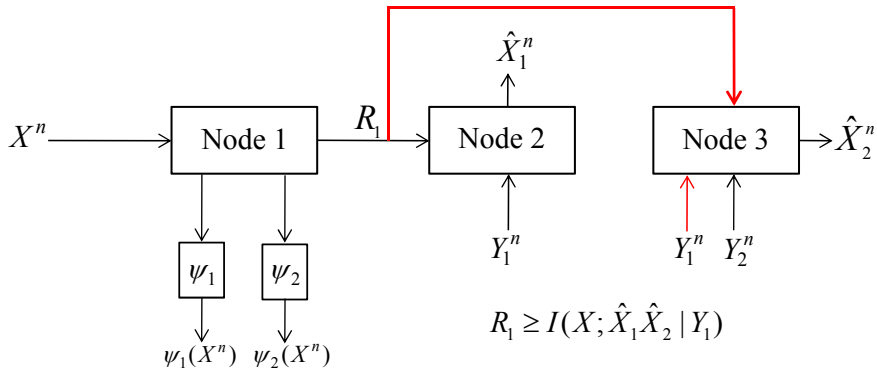 X̂₁ⁿ
Xⁿ
Node 1
R₁
Node 2
Node 3
X̂₂ⁿ
Y₁ⁿ
Y₁ⁿ
Y₂ⁿ
ψ₁
ψ₂
R₁ ≥ I(X; X̂₁X̂₂ | Y₁)
ψ₁(Xⁿ)
ψ₂(Xⁿ)